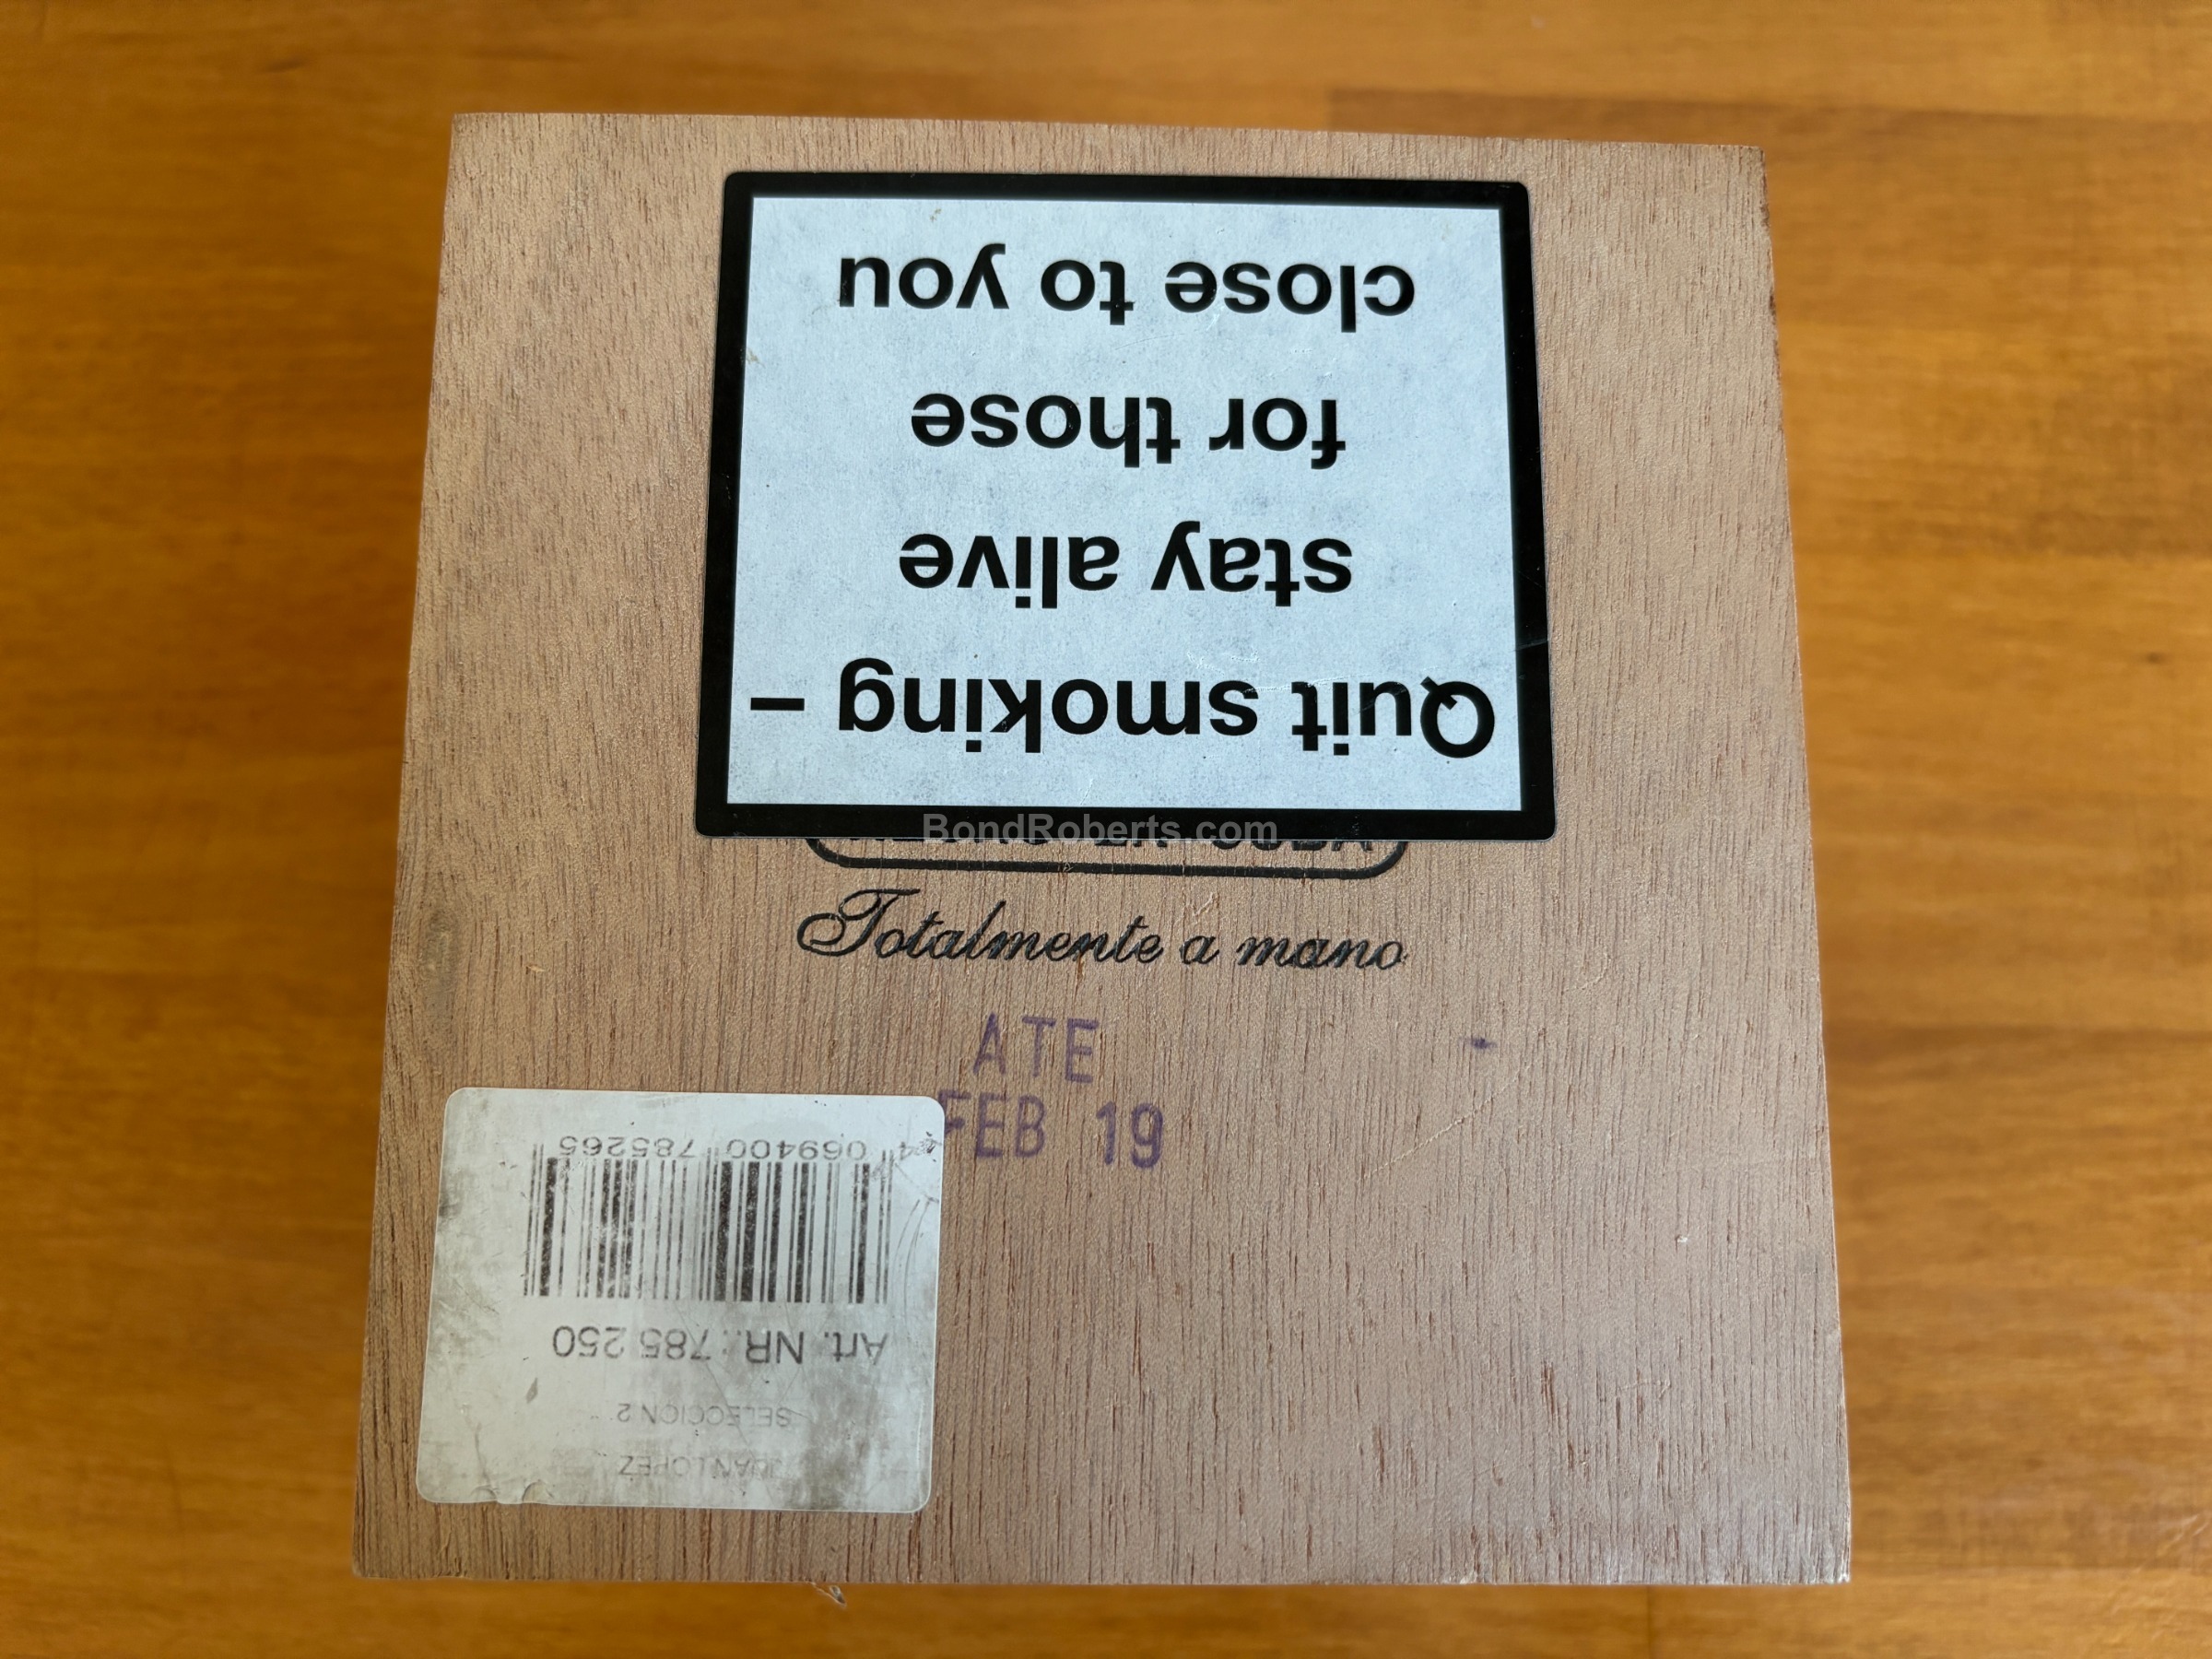 Quit smoking –
stay alive
for those
close to you
BondRoberts.com
Totalmente a mano
ATE
FEB 19
JUAN LOPEZ
SELECCION 2
Art. NR.: 785 250
4 069400 785265